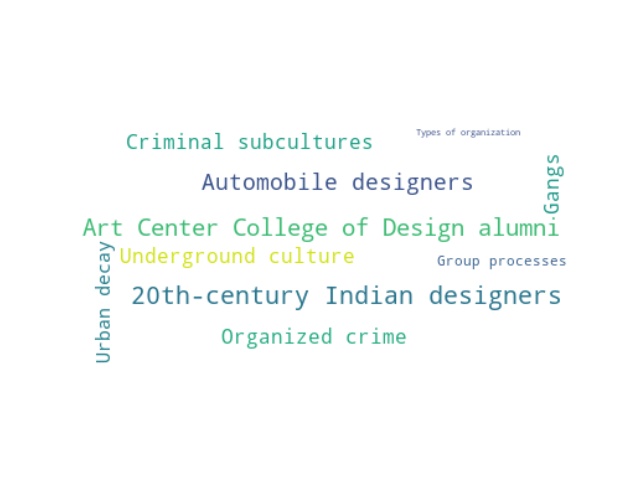 Types of organization
Criminal subcultures
Automobile designers
Gangs
Art Center College of Design alumni
Underground culture
Group processes
Urban decay
20th-century Indian designers
Organized crime